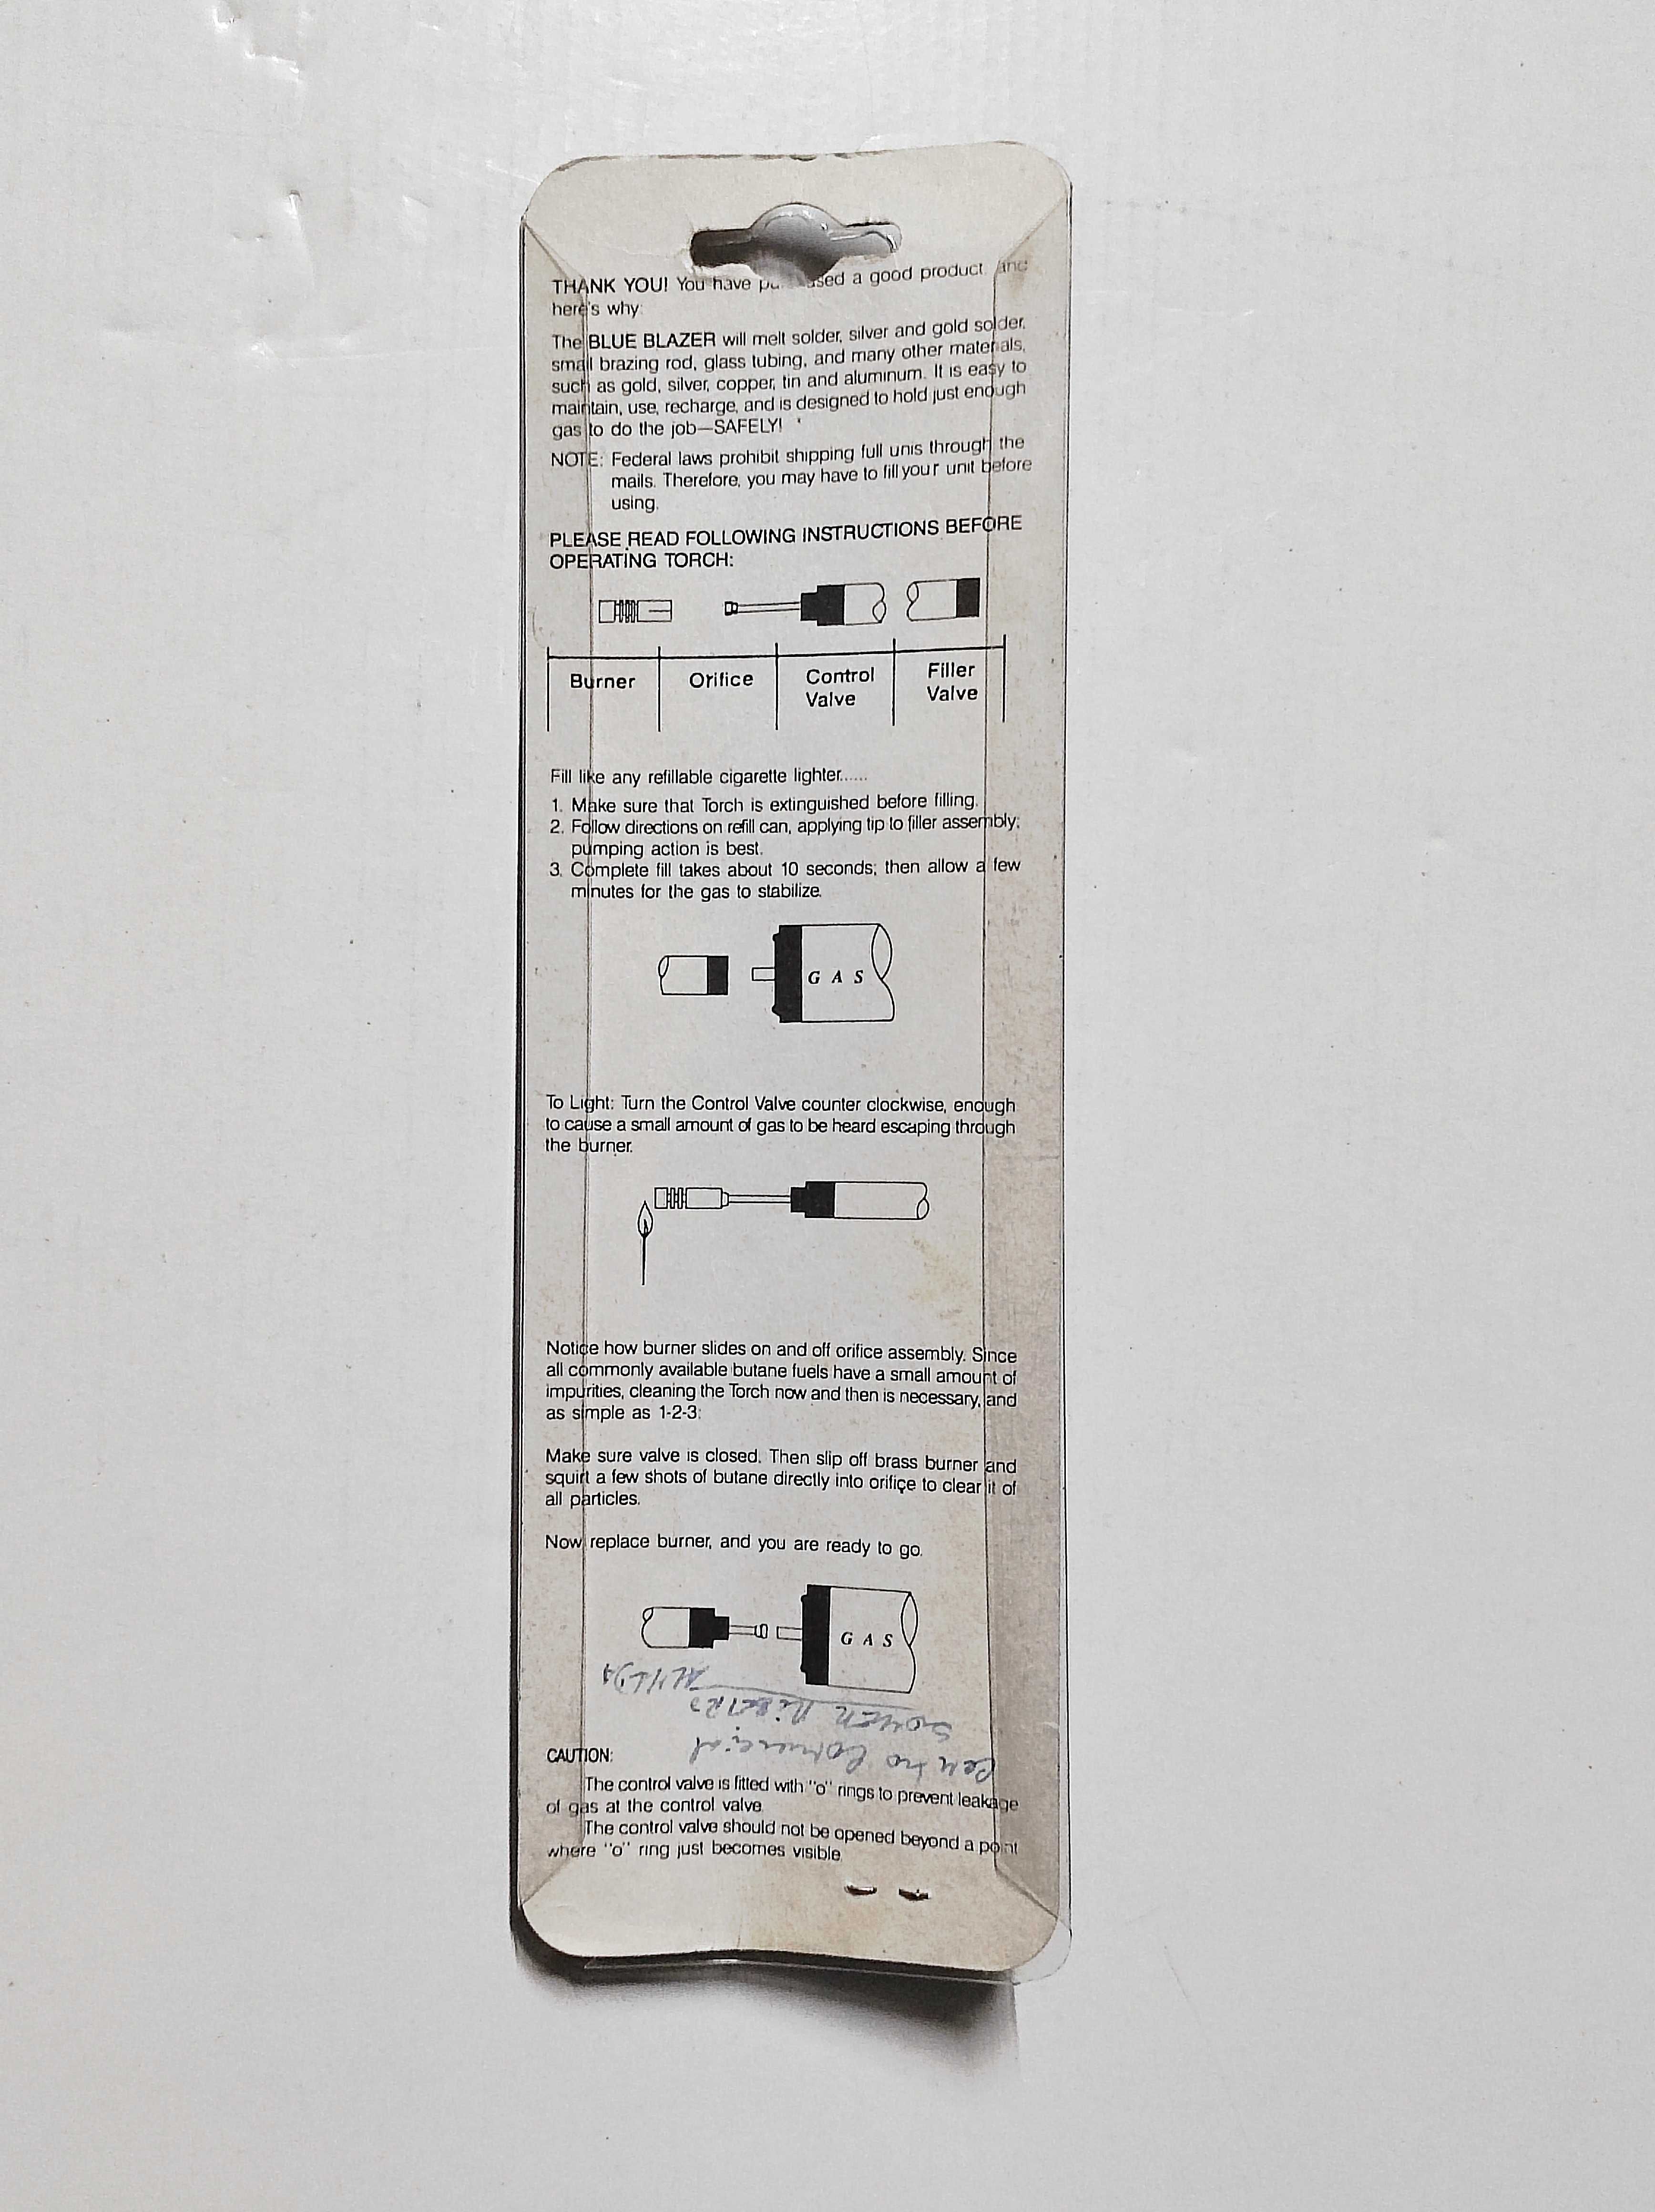 THANK YOU! You have a good product and
here's why:
The BLUE BLAZER will melt solder, silver and gold solder,
small brazing rod, glass tubing, and many other materials,
such as gold, silver, copper, tin and aluminum. It is easy to
maintain, use, recharge, and is designed to hold just enough
gas to do the job—SAFELY!
NOTE: Federal laws prohibit shipping full unis through the
mails. Therefore, you may have to fill your unit before
using.
PLEASE READ FOLLOWING INSTRUCTIONS BEFORE
OPERATING TORCH:
Burner Orifice Control Valve Filler Valve
Fill like any refillable cigarette lighter......
1. Make sure that Torch is extinguished before filling.
2. Follow directions on refill can, applying tip to filler assembly;
pumping action is best.
3. Complete fill takes about 10 seconds; then allow a few
minutes for the gas to stabilize.
GAS
To Light: Turn the Control Valve counter clockwise, enough
to cause a small amount of gas to be heard escaping through
the burner.
Notice how burner slides on and off orifice assembly. Since
all commonly available butane fuels have a small amount of
impurities, cleaning the Torch now and then is necessary, and
as simple as 1-2-3:
Make sure valve is closed. Then slip off brass burner and
squirt a few shots of butane directly into orifice to clear it of
all particles.
Now replace burner, and you are ready to go.
GAS
Centro Comercial
CAUTION:
The control valve is fitted with "o" rings to prevent leakage
of gas at the control valve.
The control valve should not be opened beyond a point
where "o" ring just becomes visible.